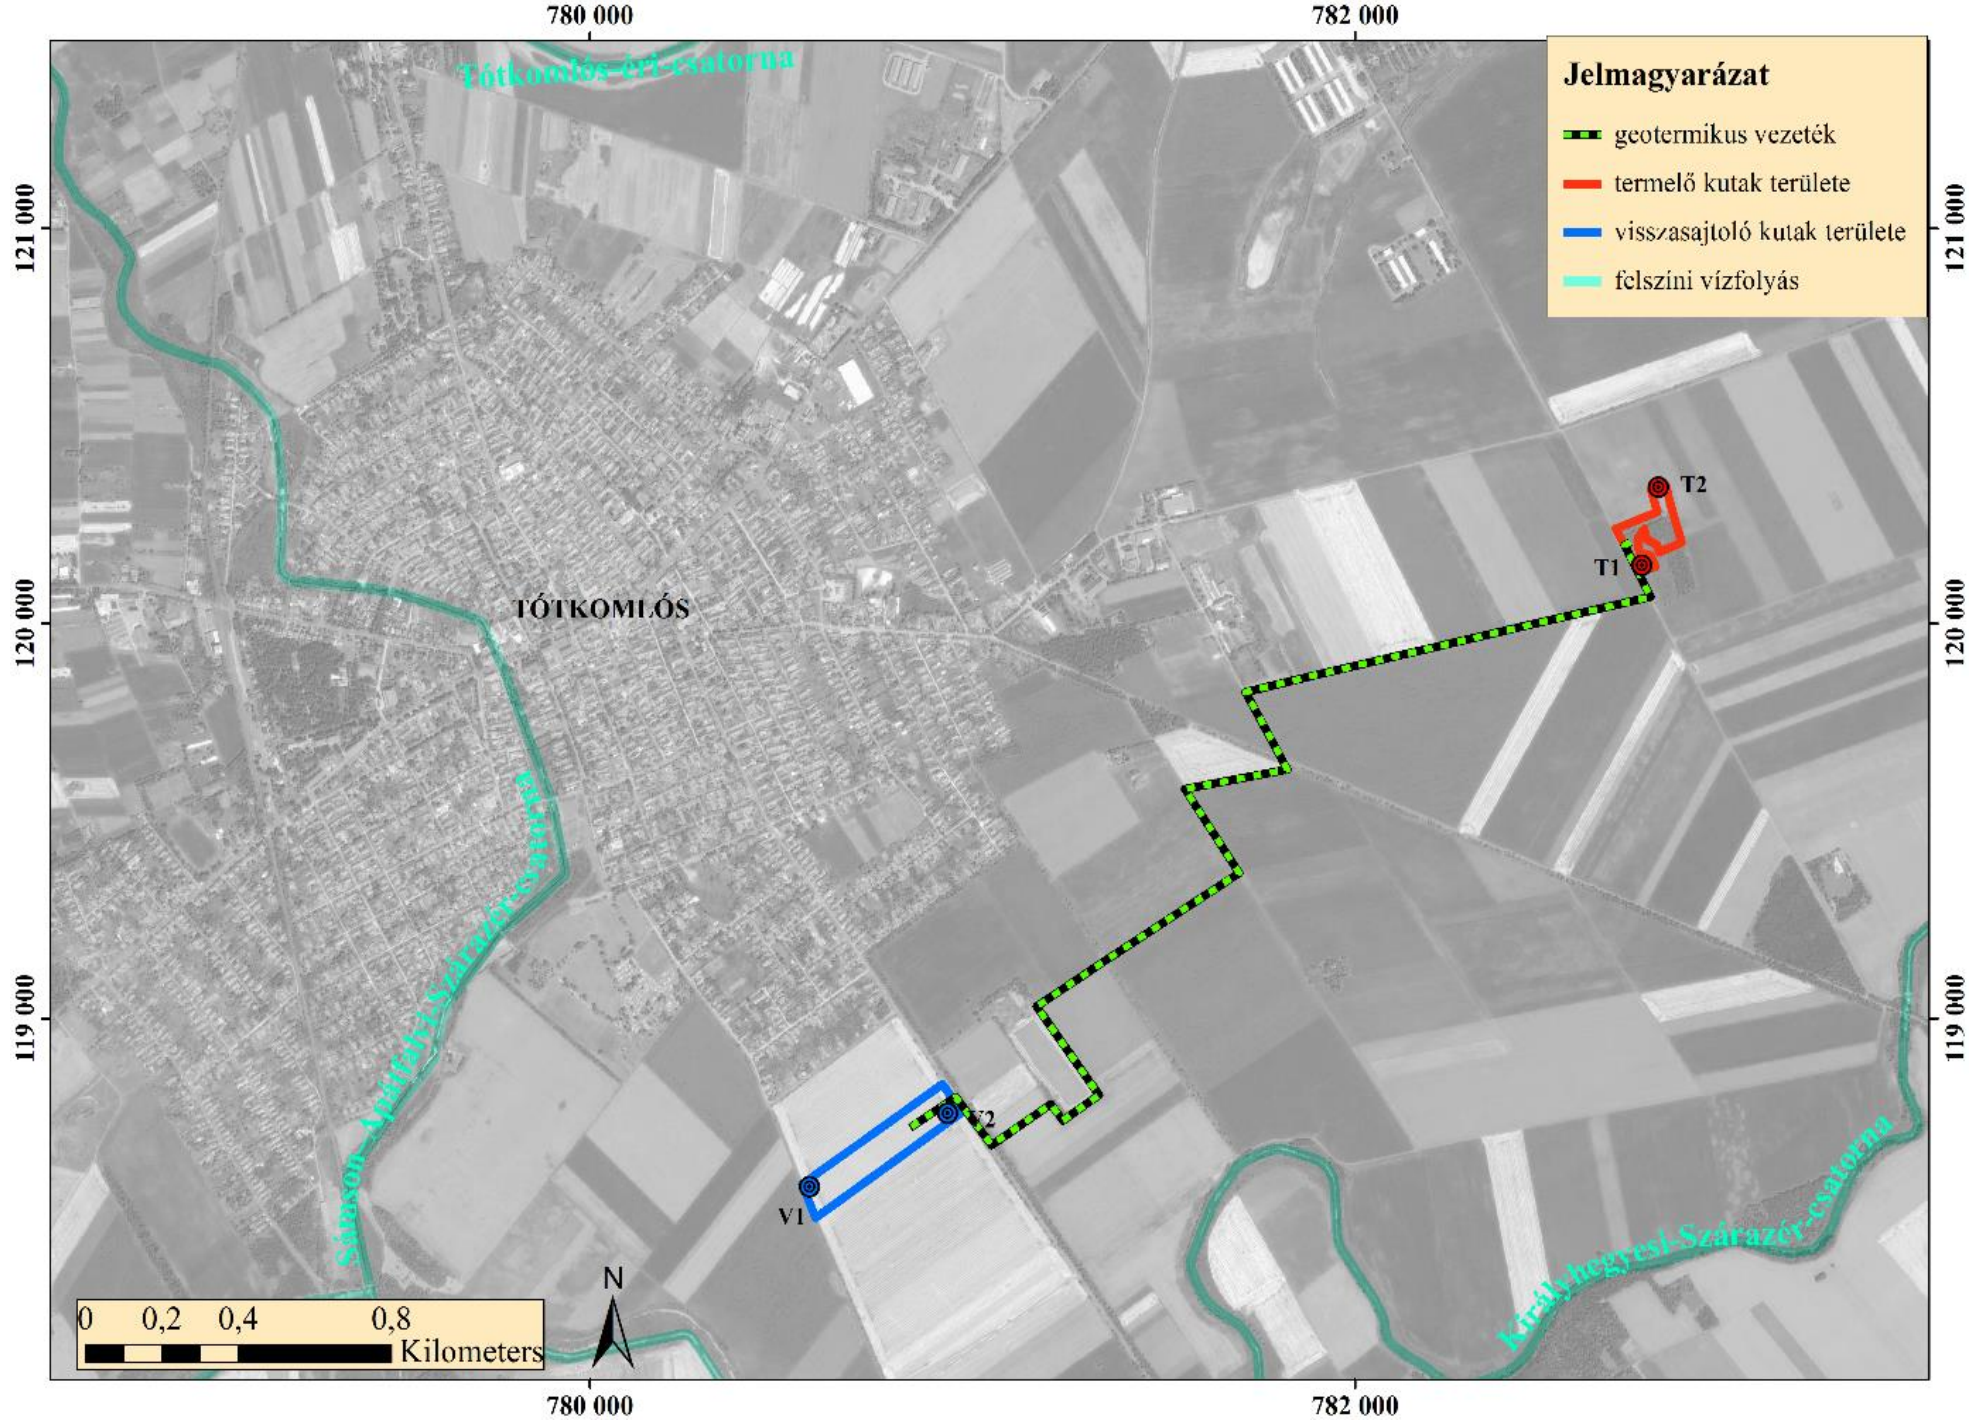 780 000
782 000
Tótkomlós-éri-csatorna
Jelmagyarázat
geotermikus vezeték
termelő kutak területe
visszasajtoló kutak területe
felszíni vízfolyás
121 000
121 000
T2
T1
TÓTKOMLÓS
120 000
120 000
Sámson-Apátfalvi-Szárazér-csatorna
119 000
119 000
V2
V1
Királyhegyesi-Szárazér-csatorna
N
0 0,2 0,4 0,8
Kilometers
780 000
782 000